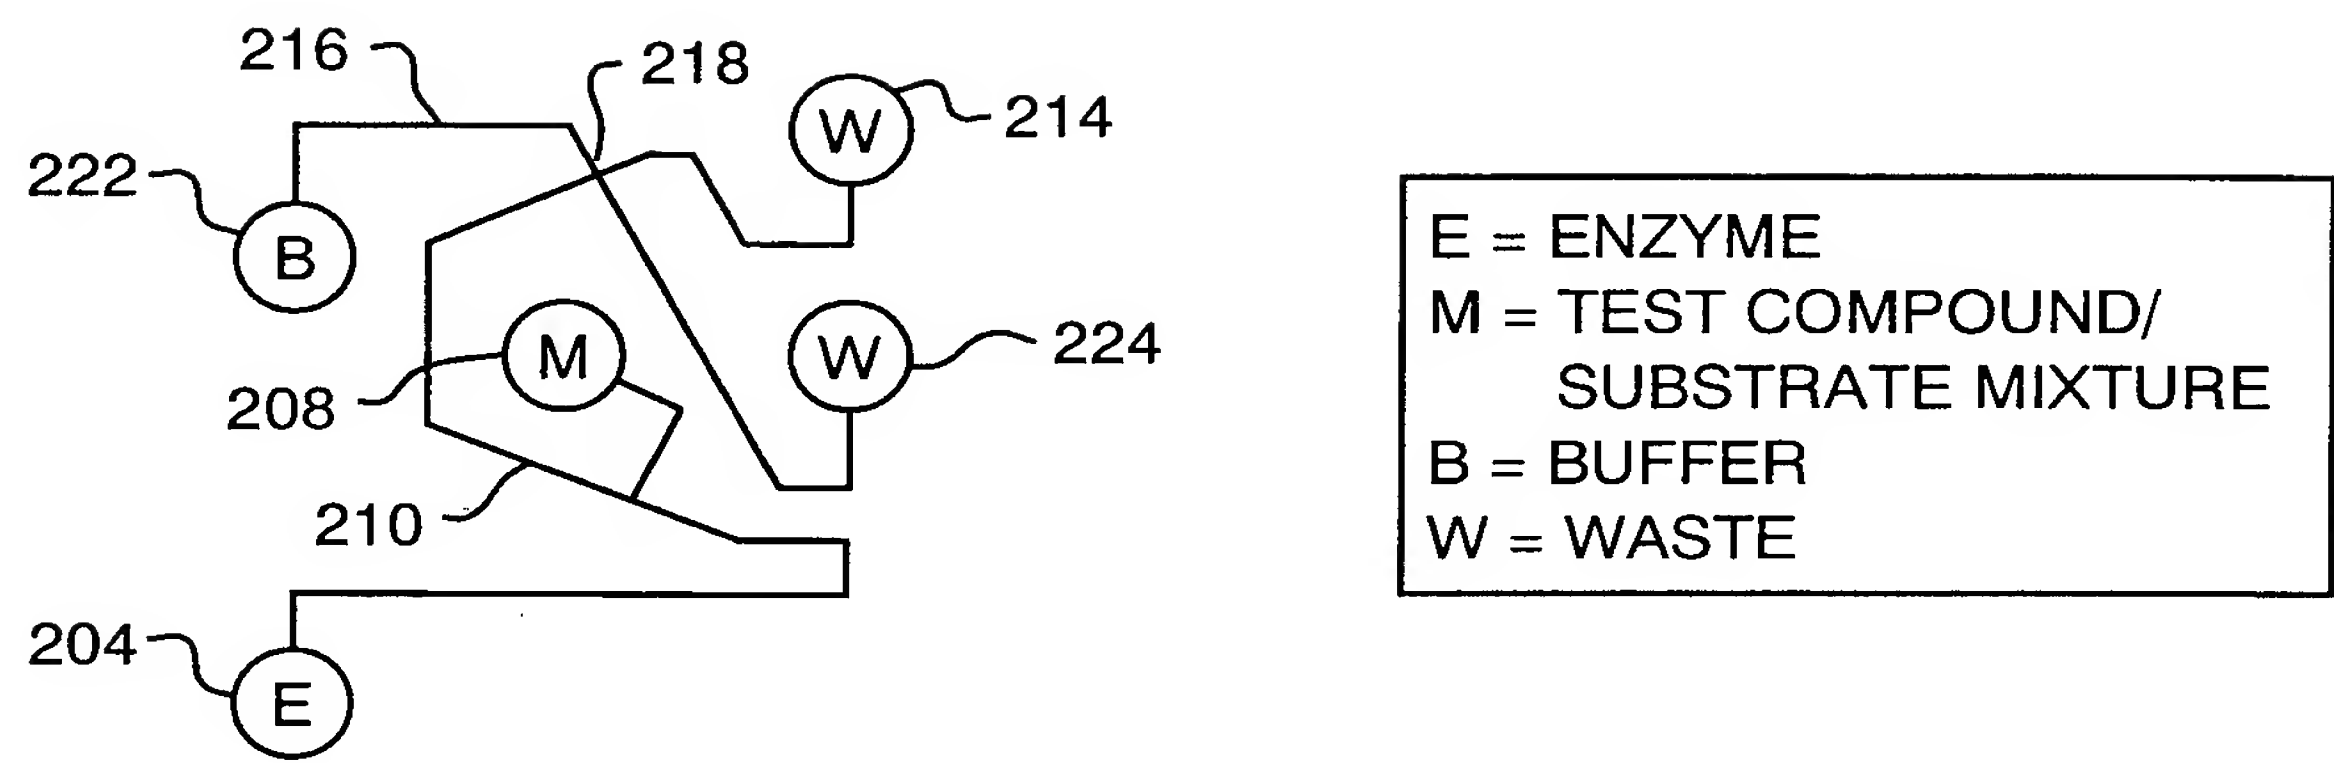 216
218
W
214
222
B
M
W
224
208
210
204
E
E = ENZYME
M = TEST COMPOUND/
SUBSTRATE MIXTURE
B = BUFFER
W = WASTE